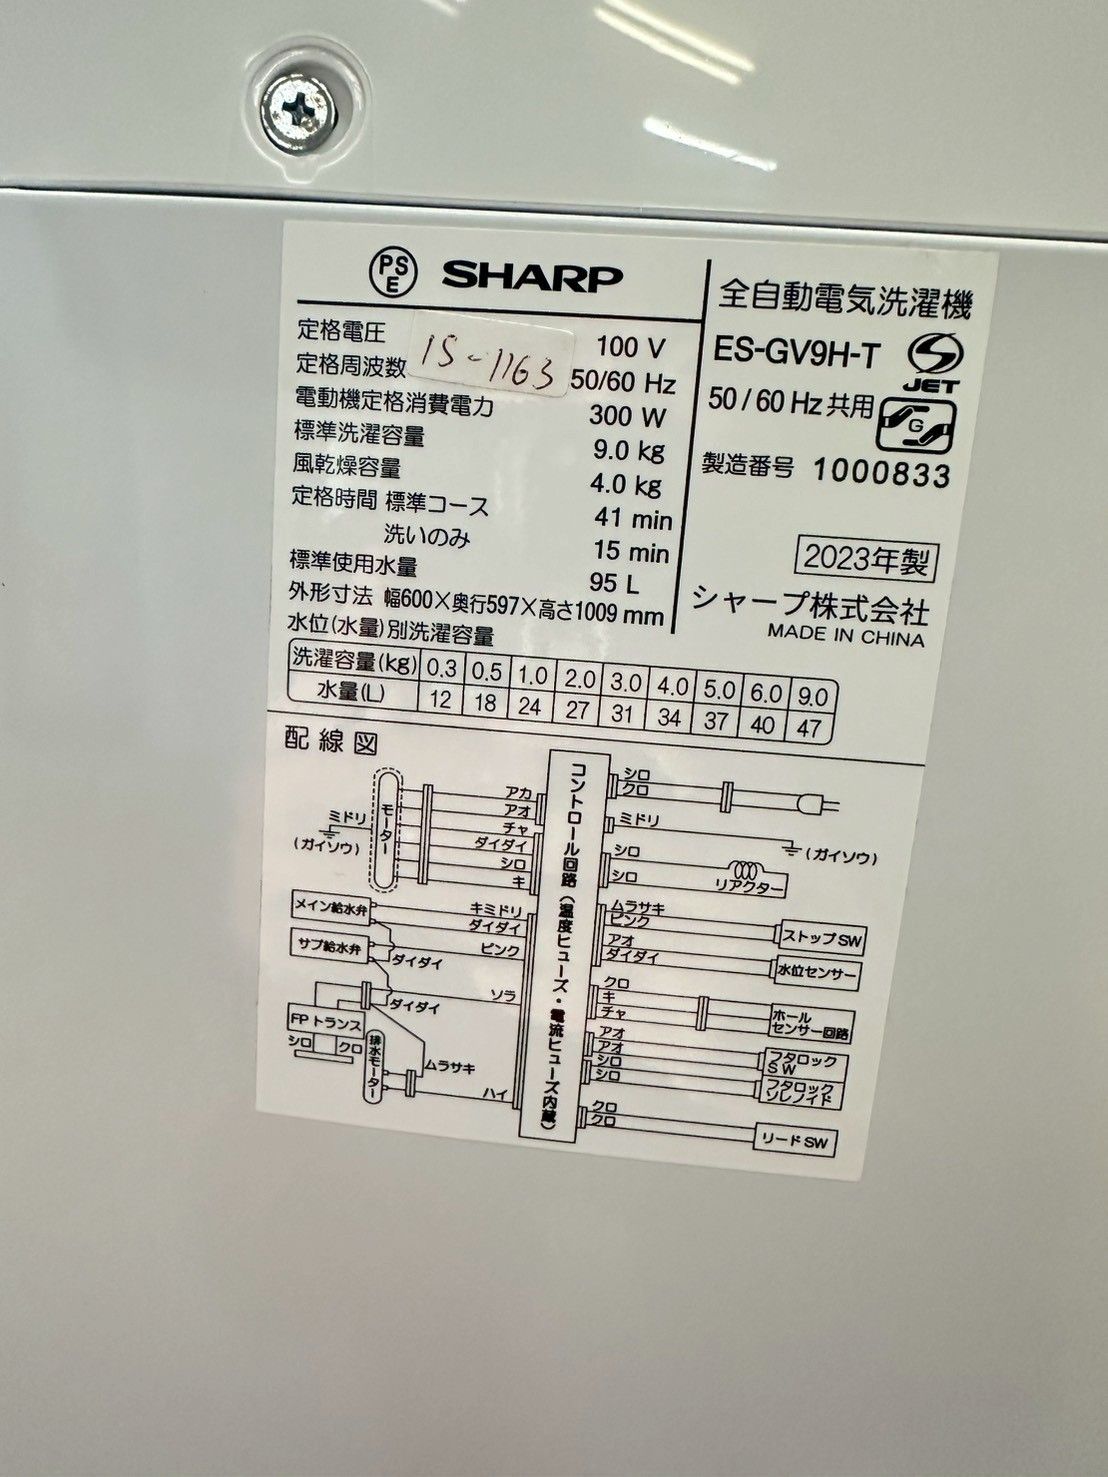 PS
E
SHARP
定格電圧 100 V
定格周波数 50/60 Hz
IS-1163
電動機定格消費電力 300 W
標準洗濯容量 9.0 kg
風乾燥容量 4.0 kg
定格時間 標準コース 41 min
洗いのみ 15 min
標準使用水量 95 L
外形寸法 幅600×奥行597×高さ1009 mm
水位(水量)別洗濯容量
洗濯容量(kg) 0.3 0.5 1.0 2.0 3.0 4.0 5.0 6.0 9.0
水量(L) 12 18 24 27 31 34 37 40 47
全自動電気洗濯機
ES-GV9H-T
JET
50 / 60 Hz 共用
G
製造番号 1000833
2023年製
シャープ株式会社
MADE IN CHINA
配線図
モーター
ミドリ
(ガイソウ)
アカ
アオ
チャ
ダイダイ
シロ
キ
メイン給水弁
キミドリ
ダイダイ
サブ給水弁
ピンク
ダイダイ
ソラ
ダイダイ
FPトランス
シロ
クロ
排水モーター
ムラサキ
ハイ
コントロール回路(温度ヒューズ・電流ヒューズ内蔵)
シロ
クロ
ミドリ
(ガイソウ)
シロ
シロ
リアクター
ムラサキ
ピンク
ストップSW
アオ
ダイダイ
水位センサー
クロ
キ
チャ
ホール
センサー回路
アオ
アオ
フタロック
SW
シロ
シロ
フタロック
ソレノイド
クロ
クロ
リードSW